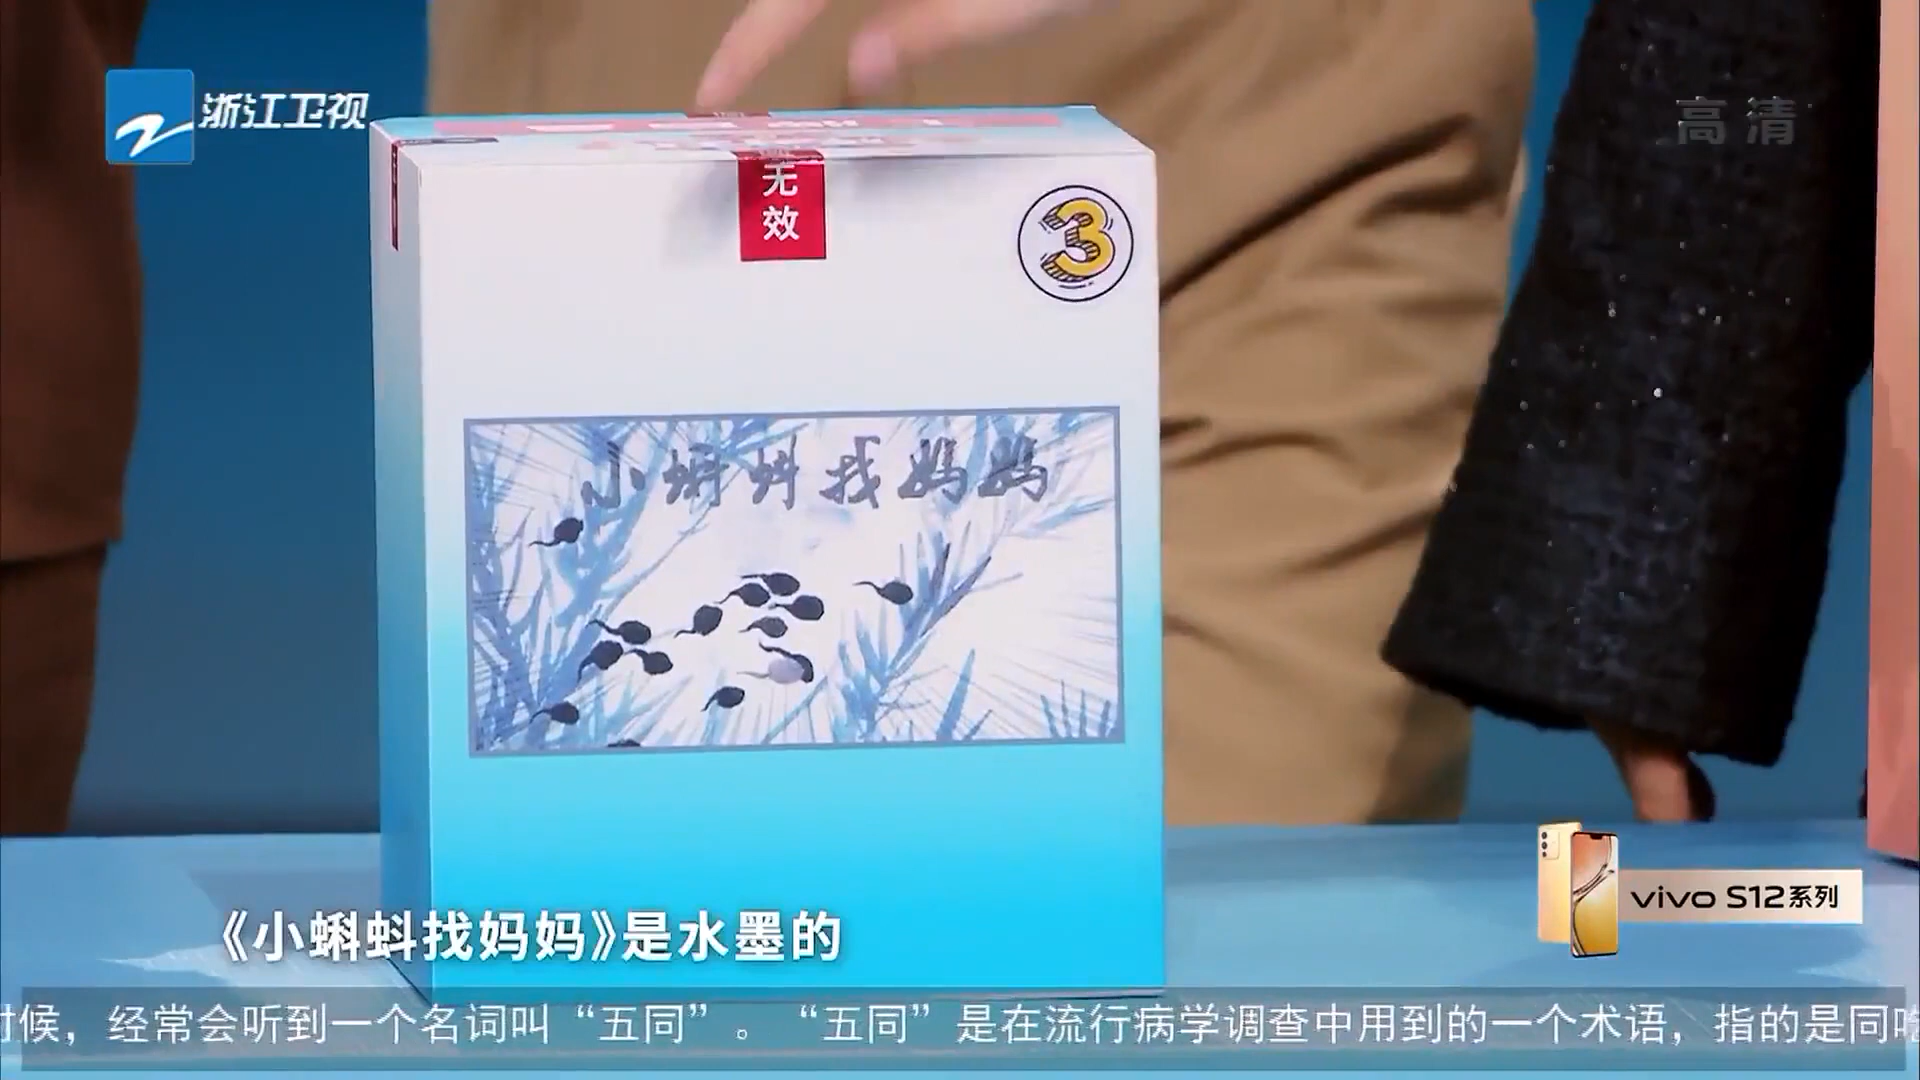 浙江卫视
高清
无效
3
小蝌蚪找妈妈
vivo S12系列
《小蝌蚪找妈妈》是水墨的
时候，经常会听到一个名词叫“五同”。 “五同”是在流行病学调查中用到的一个术语，指的是同吃